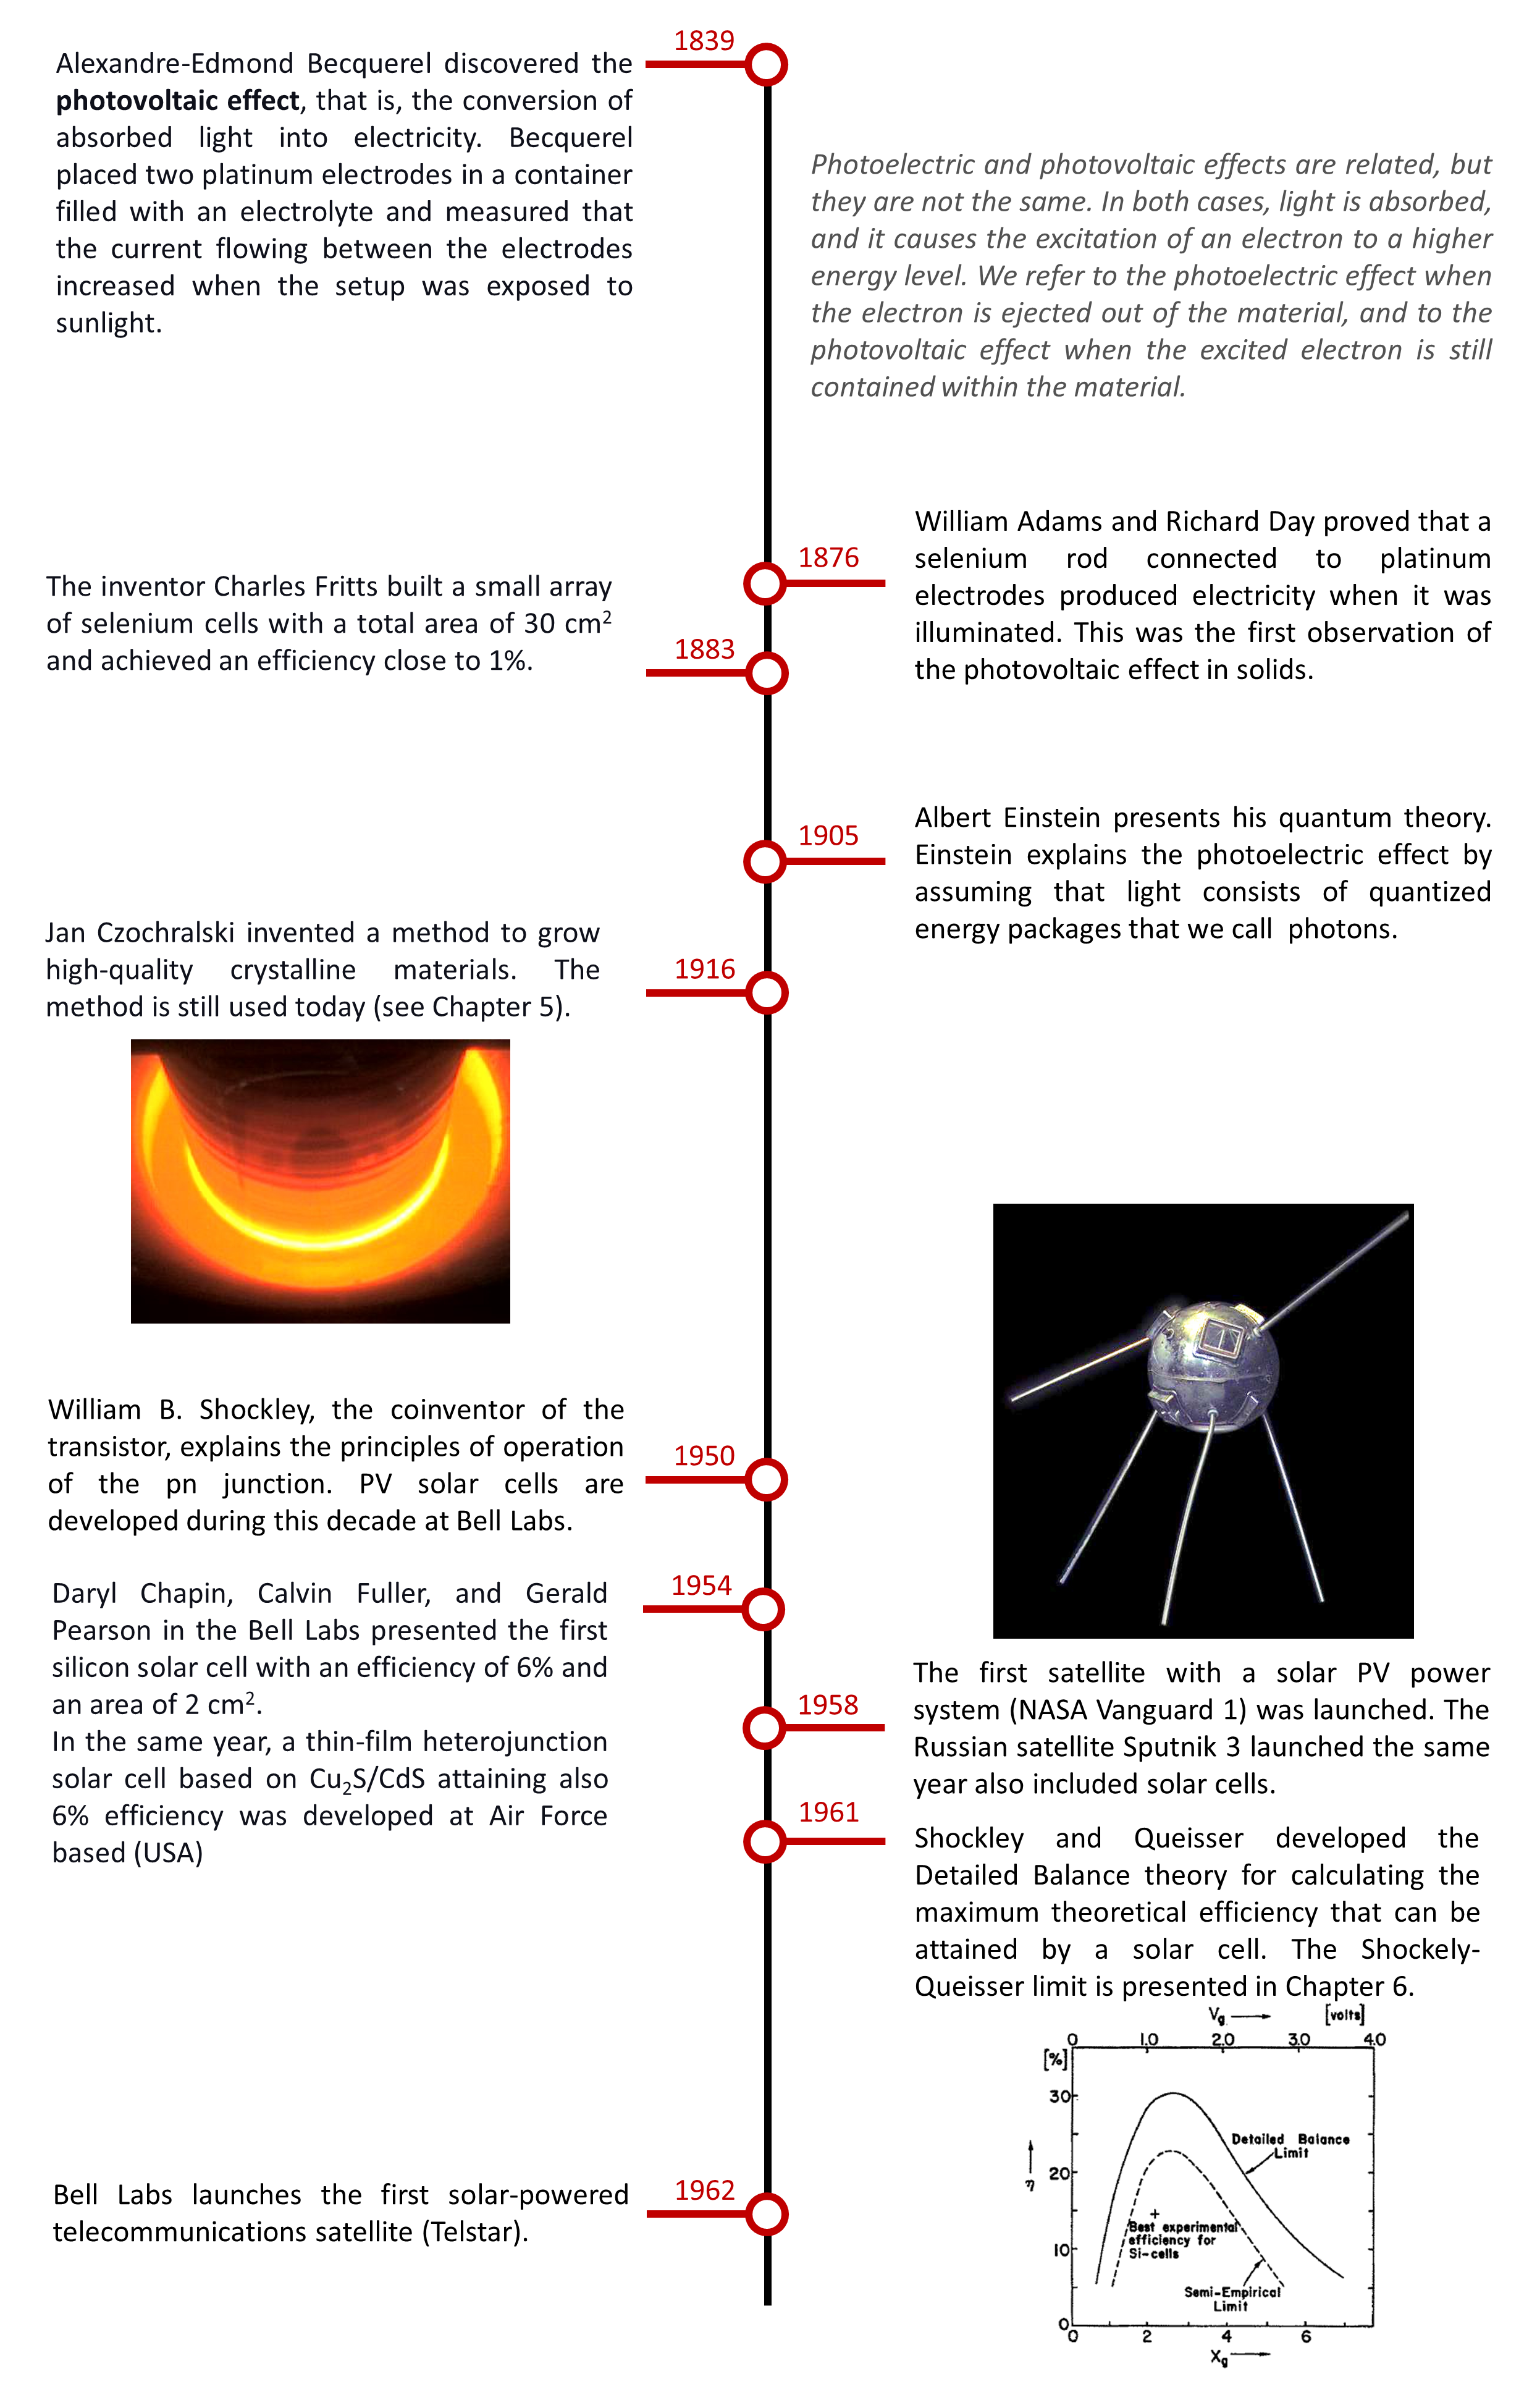 1839
Alexandre-Edmond Becquerel discovered the
photovoltaic effect, that is, the conversion of
absorbed light into electricity. Becquerel
placed two platinum electrodes in a container
filled with an electrolyte and measured that
the current flowing between the electrodes
increased when the setup was exposed to
sunlight.
Photoelectric and photovoltaic effects are related, but
they are not the same. In both cases, light is absorbed,
and it causes the excitation of an electron to a higher
energy level. We refer to the photoelectric effect when
the electron is ejected out of the material, and to the
photovoltaic effect when the excited electron is still
contained within the material.
1876
William Adams and Richard Day proved that a
selenium rod connected to platinum
electrodes produced electricity when it was
illuminated. This was the first observation of
the photovoltaic effect in solids.
The inventor Charles Fritts built a small array
of selenium cells with a total area of 30 cm²
and achieved an efficiency close to 1%.
1883
1905
Albert Einstein presents his quantum theory.
Einstein explains the photoelectric effect by
assuming that light consists of quantized
energy packages that we call photons.
Jan Czochralski invented a method to grow
high-quality crystalline materials. The
method is still used today (see Chapter 5).
1916
William B. Shockley, the coinventor of the
transistor, explains the principles of operation
of the pn junction. PV solar cells are
developed during this decade at Bell Labs.
1950
1954
Daryl Chapin, Calvin Fuller, and Gerald
Pearson in the Bell Labs presented the first
silicon solar cell with an efficiency of 6% and
an area of 2 cm².
In the same year, a thin-film heterojunction
solar cell based on Cu₂S/CdS attaining also
6% efficiency was developed at Air Force
based (USA)
1958
The first satellite with a solar PV power
system (NASA Vanguard 1) was launched. The
Russian satellite Sputnik 3 launched the same
year also included solar cells.
1961
Shockley and Queisser developed the
Detailed Balance theory for calculating the
maximum theoretical efficiency that can be
attained by a solar cell. The Shockely-
Queisser limit is presented in Chapter 6.
Vg → [volts]
0 1.0 2.0 3.0 4.0
[%]
30
Detailed Balance
Limit
20
η
+
Best experimental
efficiency for
Si-cells
10
Semi-Empirical
Limit
0
0 2 4 6
Xg →
1962
Bell Labs launches the first solar-powered
telecommunications satellite (Telstar).